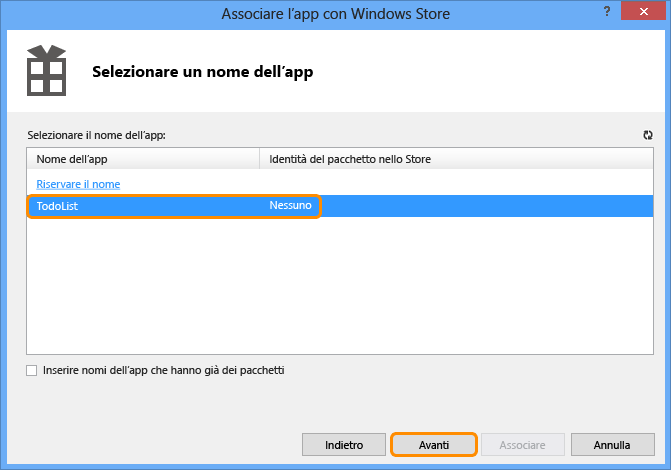 Associare l'app con Windows Store
?
Selezionare un nome dell'app
Selezionare il nome dell'app:
Nome dell'app Identità del pacchetto nello Store
Riservare il nome
TodoList Nessuno
Inserire nomi dell'app che hanno già dei pacchetti
Indietro Avanti Associare Annulla